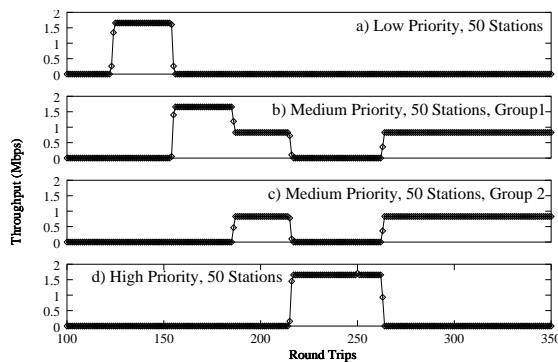 2
1.5
1
0.5
0
a) Low Priority, 50 Stations
2
1.5
1
0.5
0
b) Medium Priority, 50 Stations, Group1
2
1.5
1
0.5
0
c) Medium Priority, 50 Stations, Group 2
2
1.5
1
0.5
0
d) High Priority, 50 Stations
Throughput (Mbps)
100 150 200 250 300 350
Round Trips